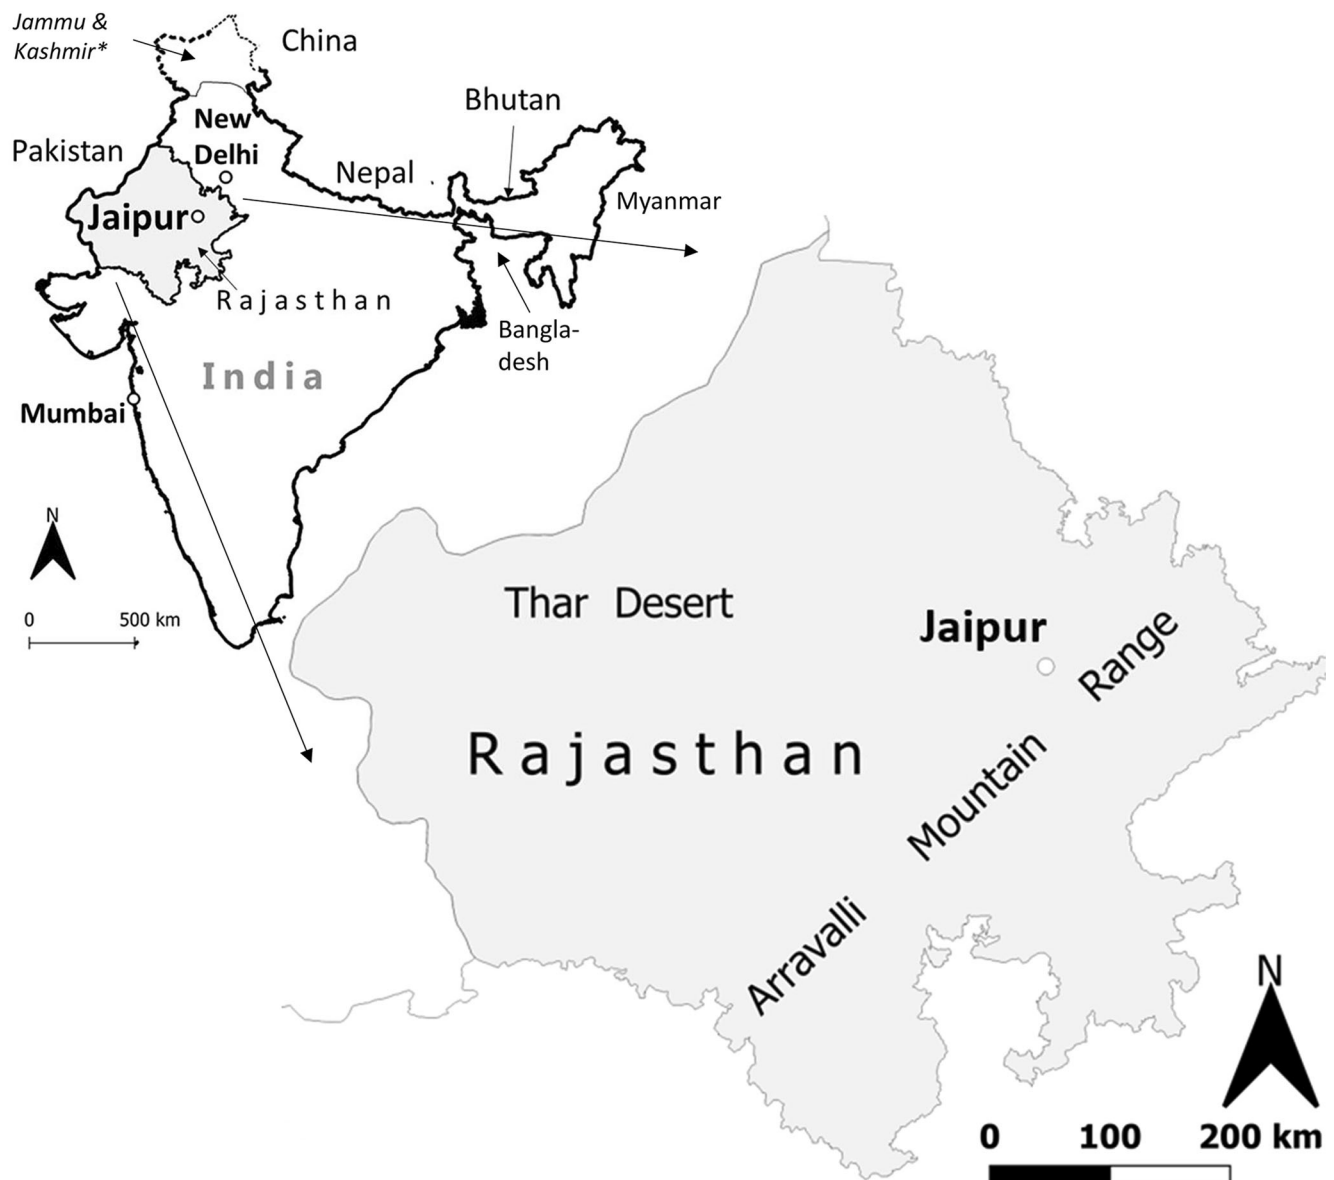 Jammu &
Kashmir*
China
Bhutan
New
Delhi
Pakistan
Nepal
Myanmar
Jaipur
Rajasthan
Bangla-
desh
India
Mumbai
N
0 500 km
Thar Desert
Jaipur
Rajasthan
Arravalli Mountain Range
N
0 100 200 km